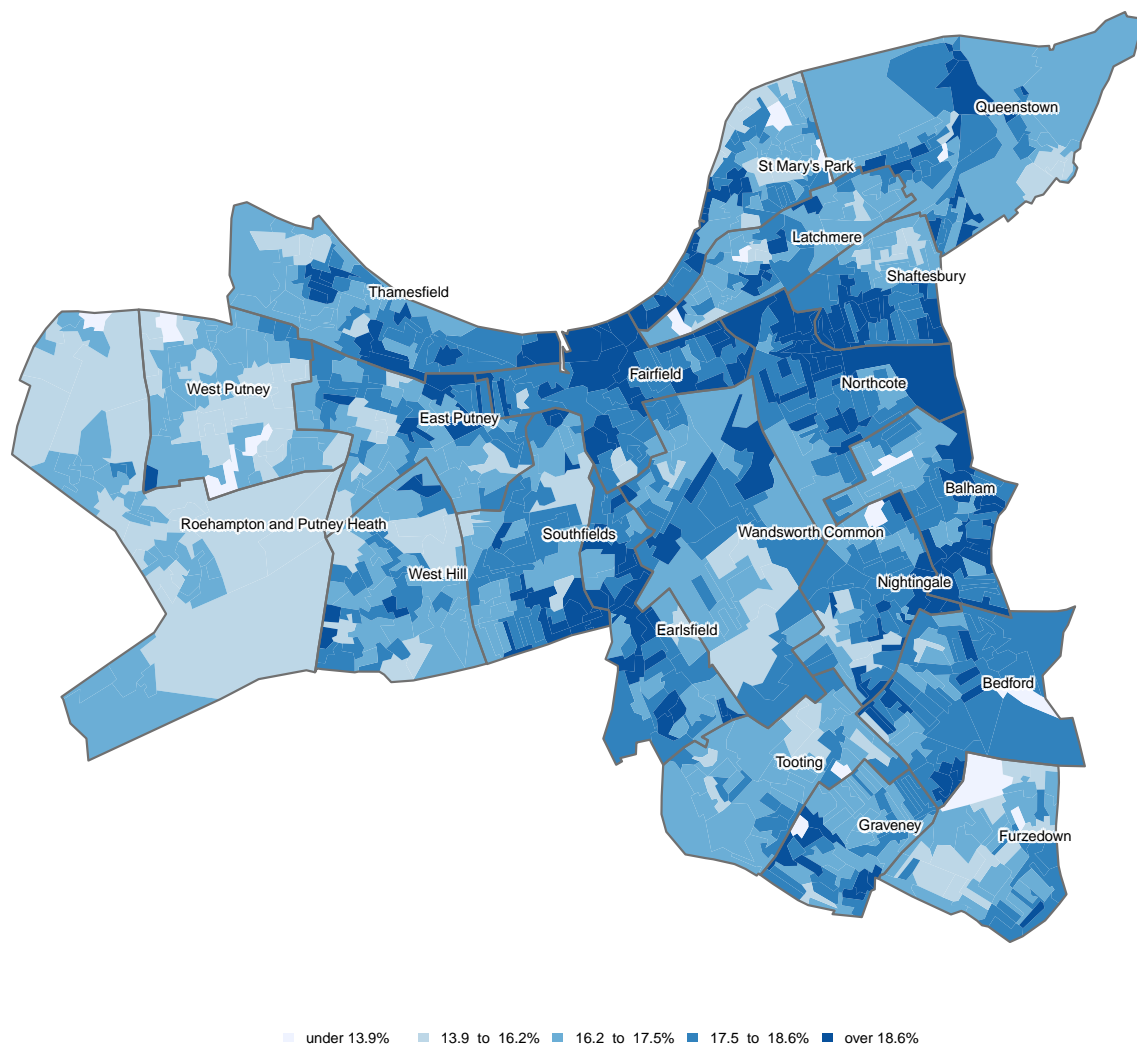 Queenstown
St Mary's Park
Latchmere
Shaftesbury
Thamesfield
Fairfield
Northcote
West Putney
East Putney
Balham
Roehampton and Putney Heath
Southfields
Wandsworth Common
West Hill
Nightingale
Earlsfield
Bedford
Tooting
Graveney
Furzedown
under 13.9% 13.9 to 16.2% 16.2 to 17.5% 17.5 to 18.6% over 18.6%